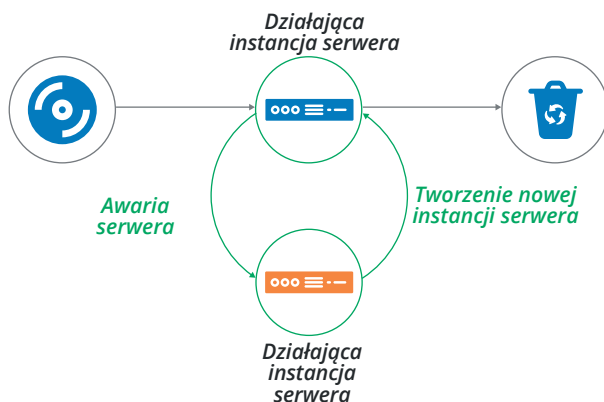 Działająca
instancja serwera
Awaria
serwera
Tworzenie nowej
instancji serwera
Działająca
instancja
serwera